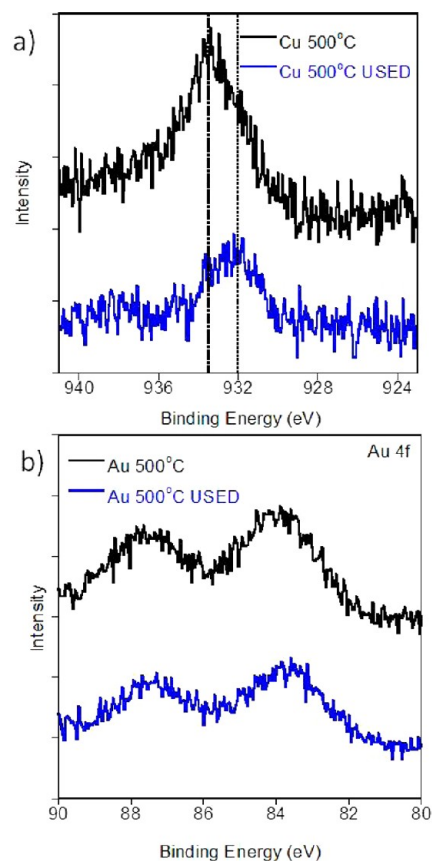 a)
Cu 500°C
Cu 500°C USED
Intensity
940 936 932 928 924
Binding Energy (eV)
b)
Au 500°C
Au 4f
Au 500°C USED
Intensity
90 88 86 84 82 80
Binding Energy (eV)